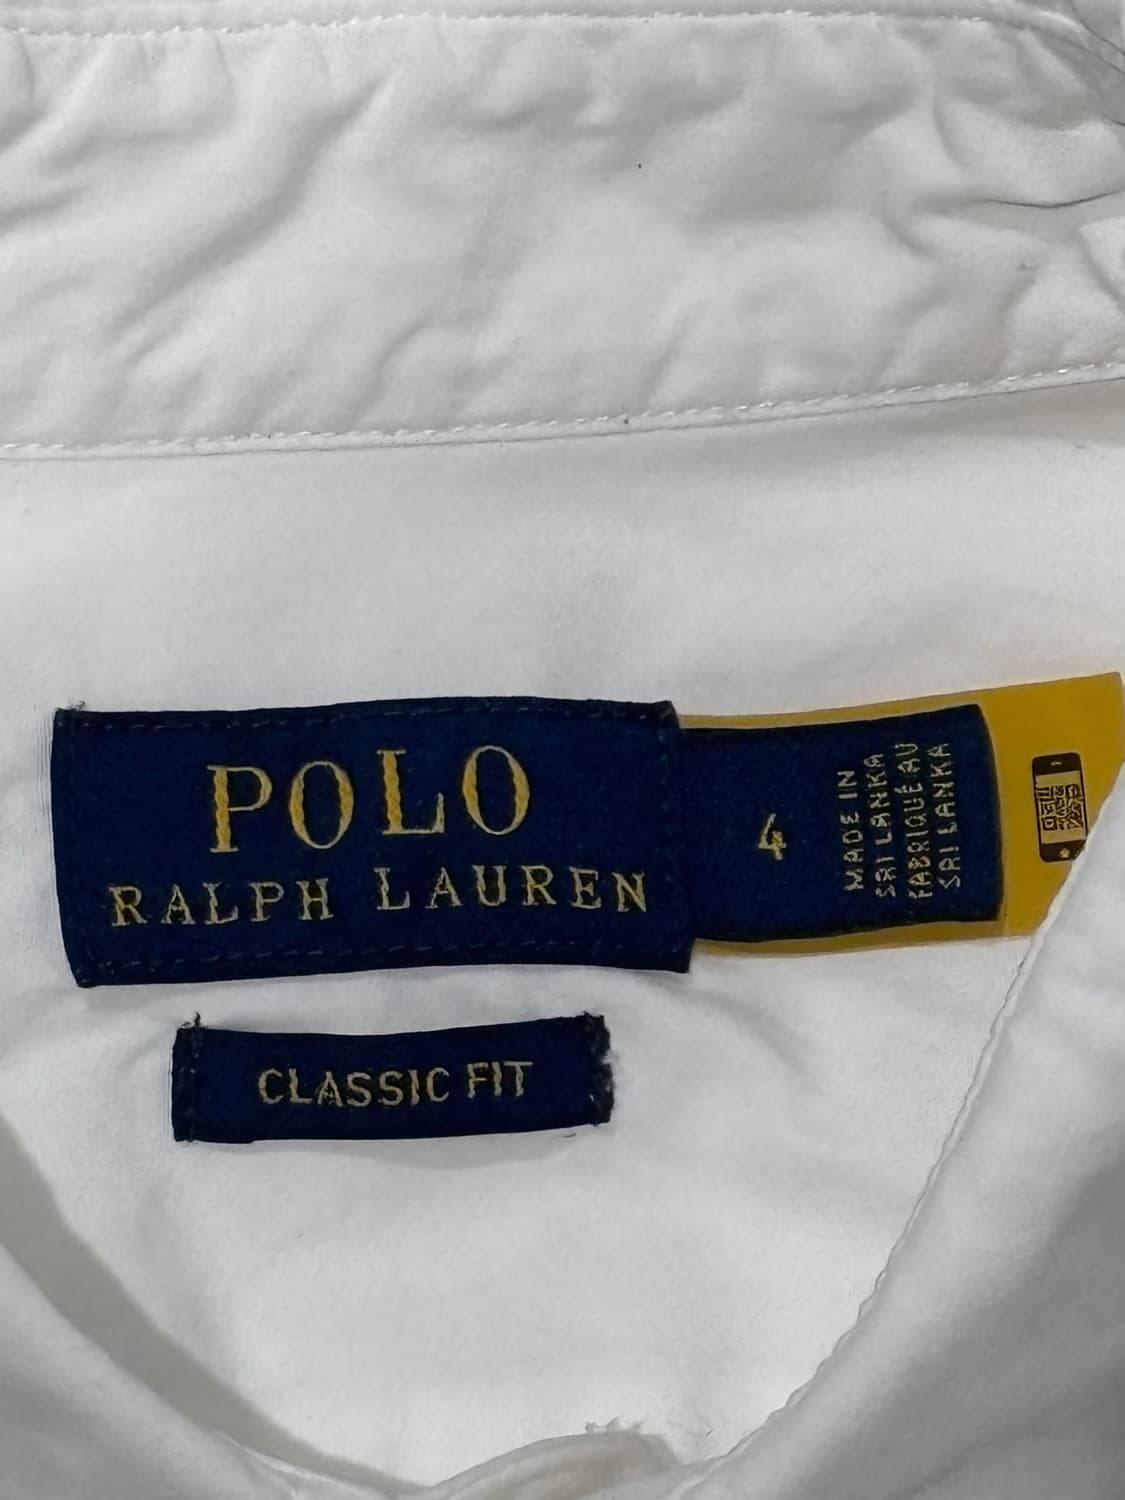 POLO
RALPH LAUREN
4
MADE IN
SRI LANKA
FABRIQUÉ AU
SRI LANKA
CLASSIC FIT